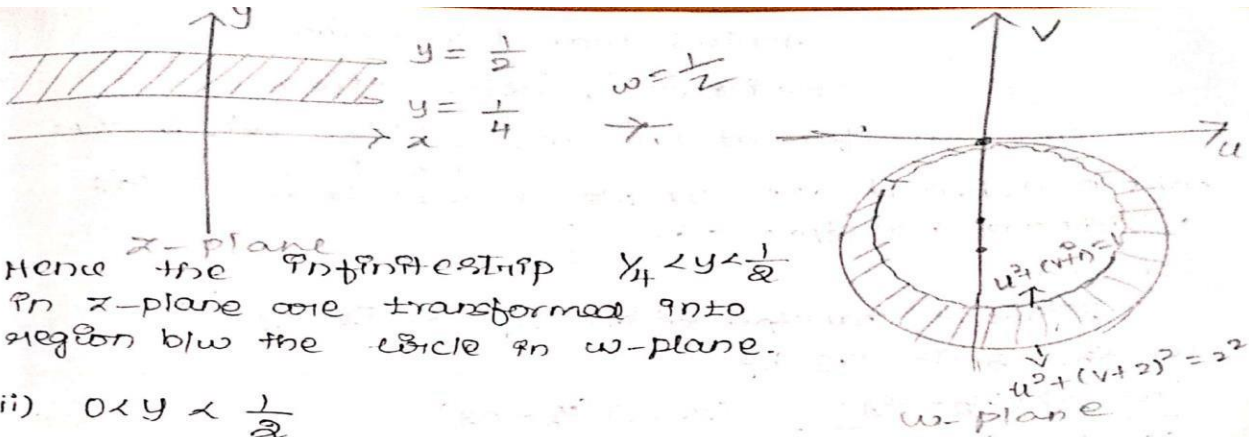 y
y = 1/2
y = 1/4
x
w = 1/z
→
v
u
z-plane
Hence the infinite strip 1/4 < y < 1/2
in z-plane are transformed into
region b/w the circle in w-plane.
u²+(v+1)²=1
u²+(v+2)²=2²
w-plane
ii) 0 < y < 1/2